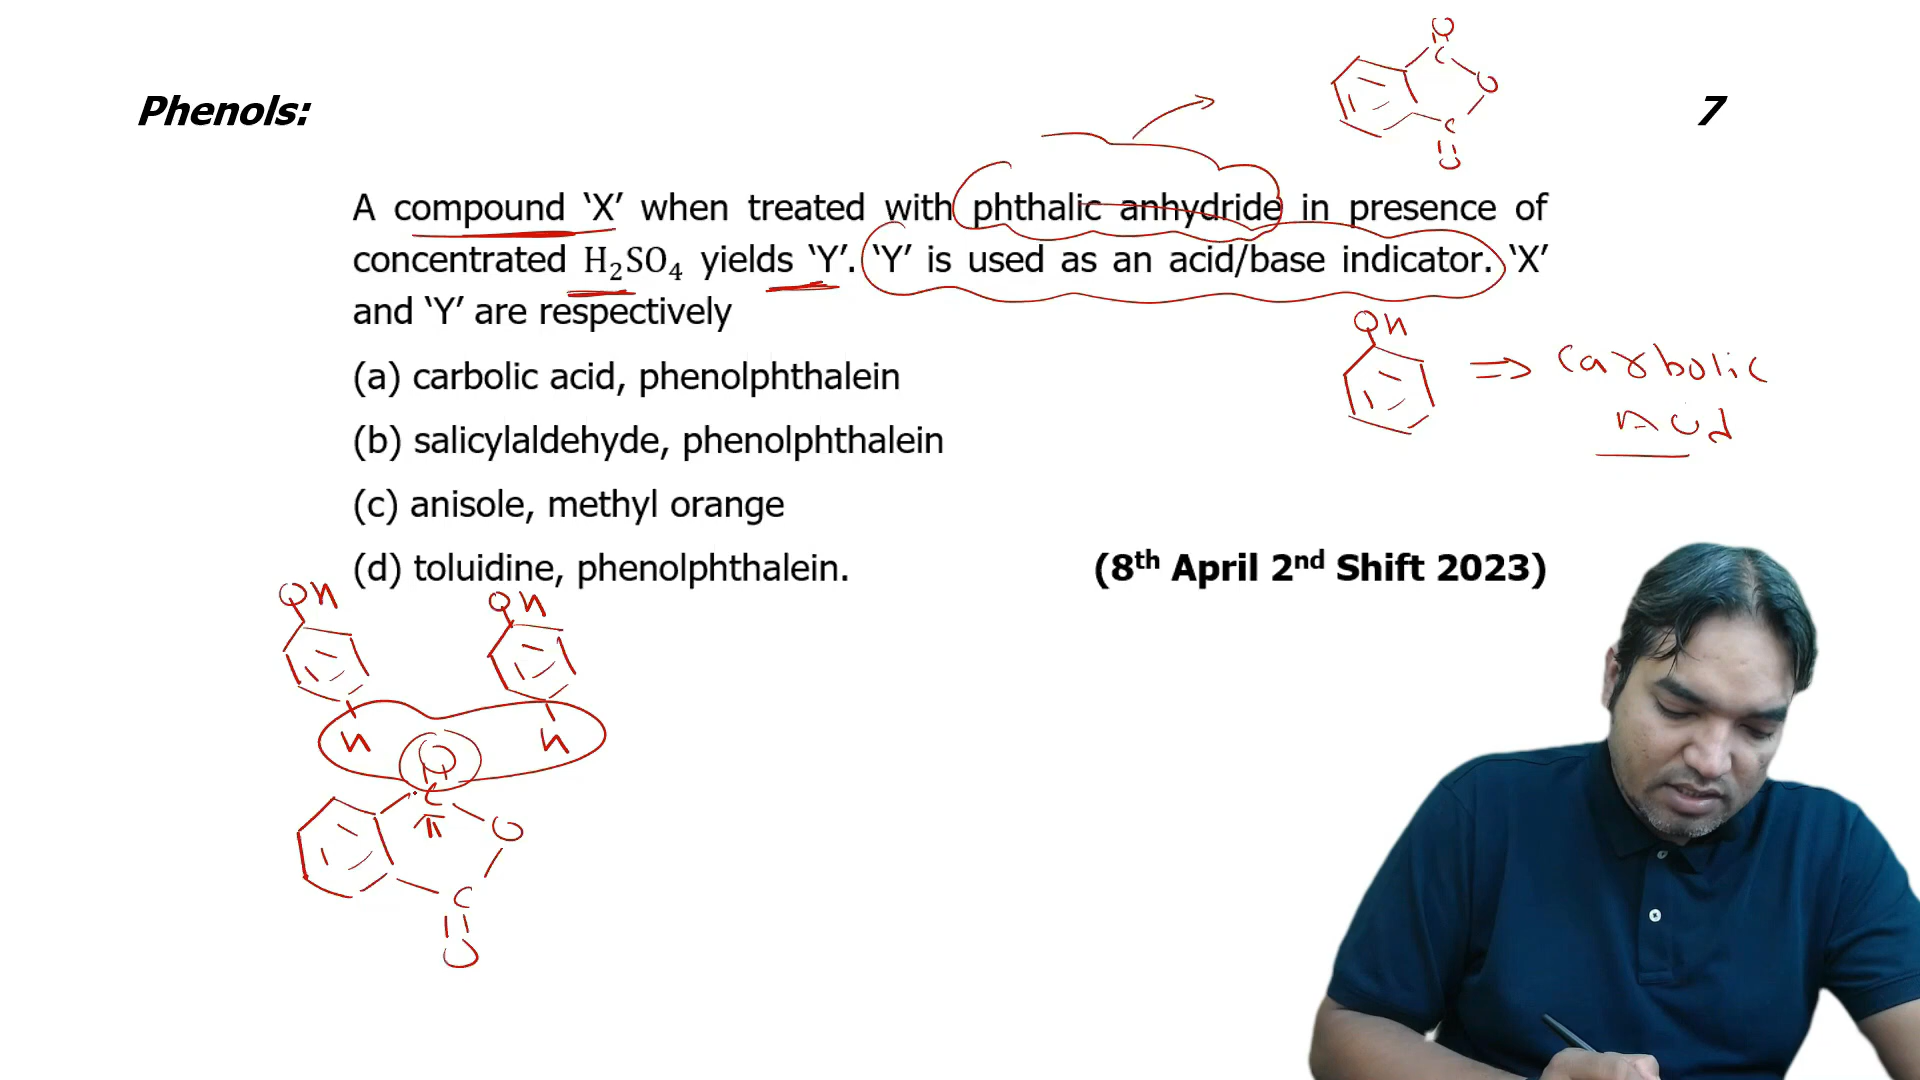 Phenols:
7
A compound ‘X’ when treated with phthalic anhydride in presence of
concentrated H₂SO₄ yields ‘Y’. ‘Y’ is used as an acid/base indicator. ‘X’
and ‘Y’ are respectively
(a) carbolic acid, phenolphthalein
(b) salicylaldehyde, phenolphthalein
(c) anisole, methyl orange
(d) toluidine, phenolphthalein.
(8th April 2nd Shift 2023)
O
C
O
C
O
OH
⇒ carbolic
Acid
OH OH
H H
O
C
O
C
O